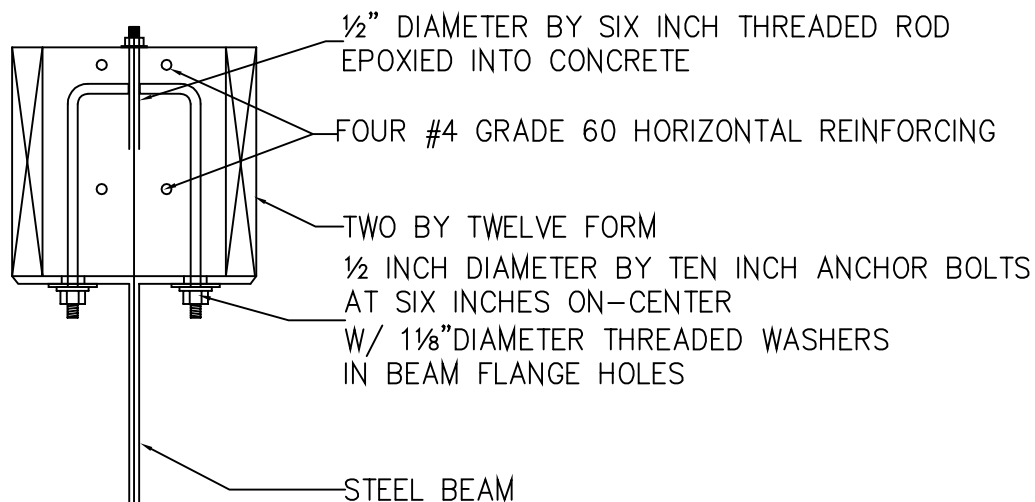 ½" DIAMETER BY SIX INCH THREADED ROD
EPOXIED INTO CONCRETE
FOUR #4 GRADE 60 HORIZONTAL REINFORCING
TWO BY TWELVE FORM
½ INCH DIAMETER BY TEN INCH ANCHOR BOLTS
AT SIX INCHES ON-CENTER
W/ 1⅛"DIAMETER THREADED WASHERS
IN BEAM FLANGE HOLES
STEEL BEAM